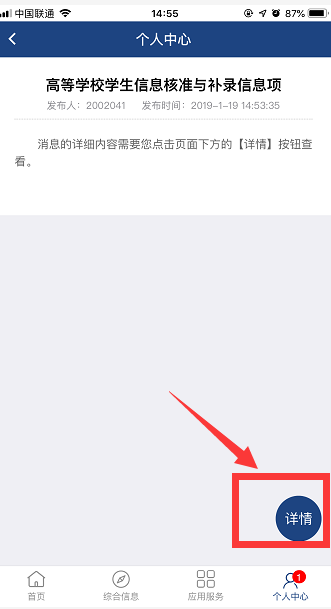 中国联通 14:55 87%
个人中心
高等学校学生信息核准与补录信息项
发布人：2002041 发布时间：2019-1-19 14:53:35
消息的详细内容需要您点击页面下方的【详情】按钮查
看。
详情
1
首页 综合信息 应用服务 个人中心